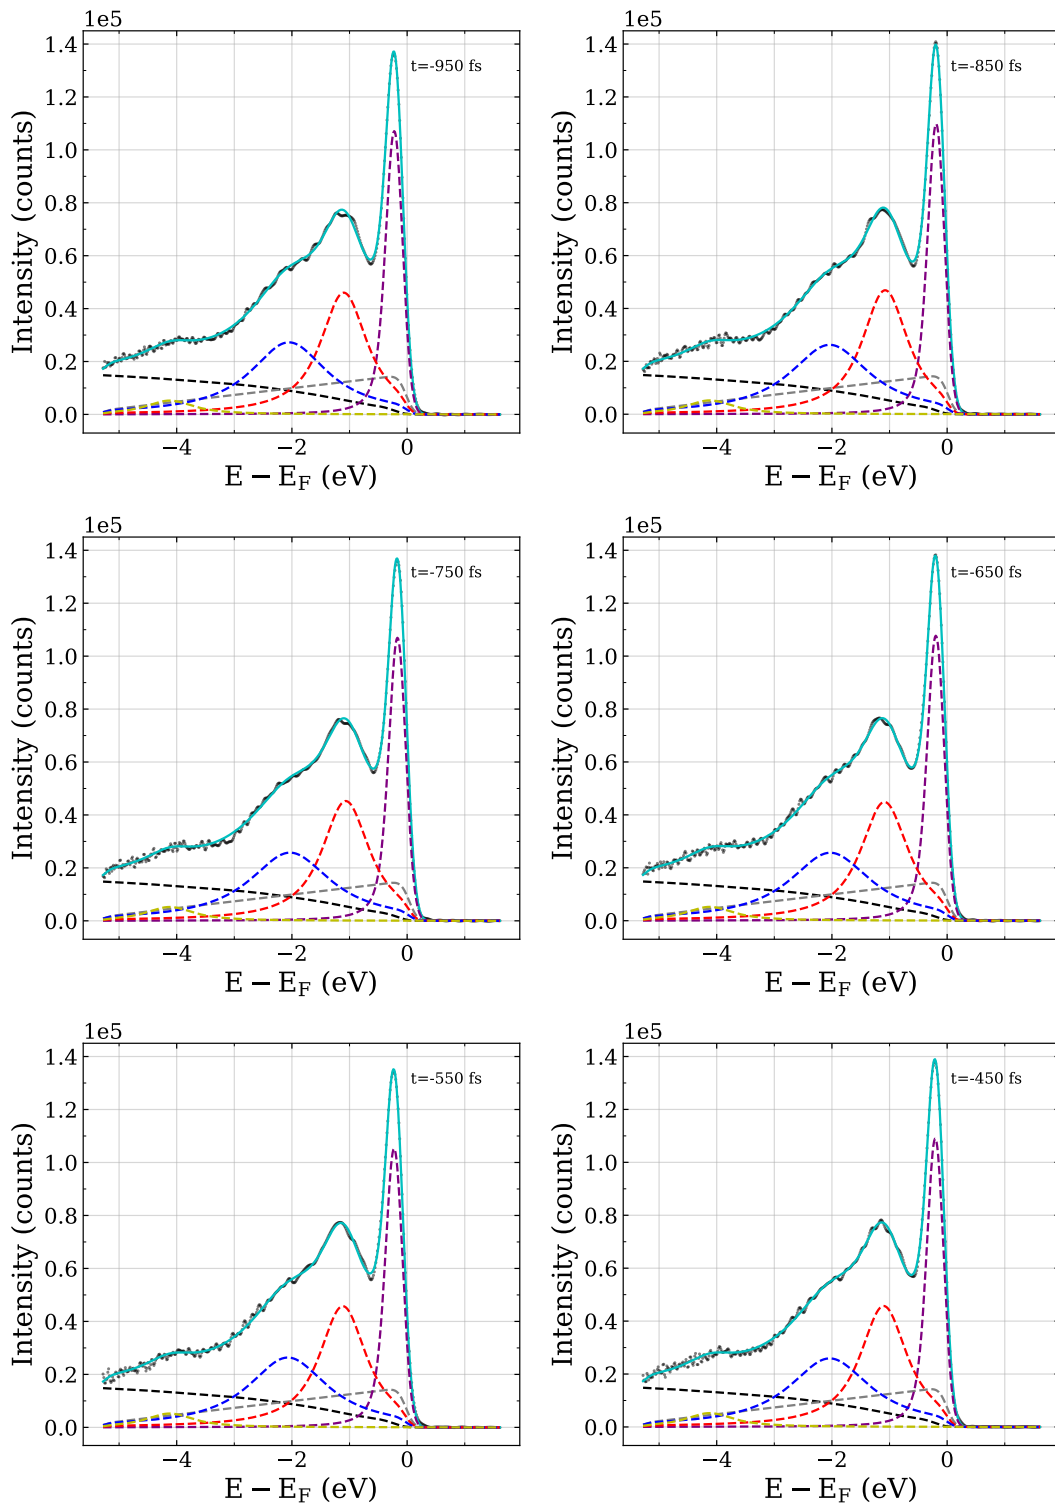 1e5
t=-950 fs
Intensity (counts)
1.4
1.2
1.0
0.8
0.6
0.4
0.2
0.0
−4 −2 0
E − E_F (eV)
1e5
t=-850 fs
Intensity (counts)
1.4
1.2
1.0
0.8
0.6
0.4
0.2
0.0
−4 −2 0
E − E_F (eV)
1e5
t=-750 fs
Intensity (counts)
1.4
1.2
1.0
0.8
0.6
0.4
0.2
0.0
−4 −2 0
E − E_F (eV)
1e5
t=-650 fs
Intensity (counts)
1.4
1.2
1.0
0.8
0.6
0.4
0.2
0.0
−4 −2 0
E − E_F (eV)
1e5
t=-550 fs
Intensity (counts)
1.4
1.2
1.0
0.8
0.6
0.4
0.2
0.0
−4 −2 0
E − E_F (eV)
1e5
t=-450 fs
Intensity (counts)
1.4
1.2
1.0
0.8
0.6
0.4
0.2
0.0
−4 −2 0
E − E_F (eV)